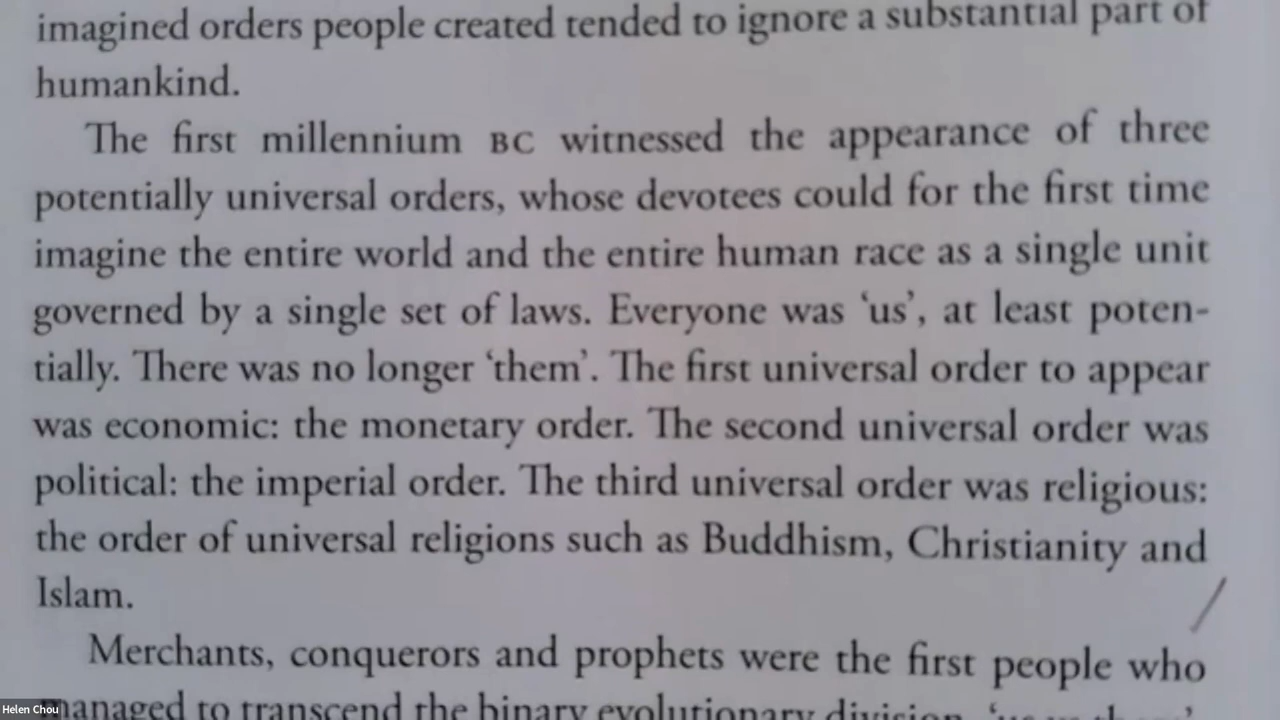 imagined orders people created tended to ignore a substantial part of
humankind.
The first millennium BC witnessed the appearance of three
potentially universal orders, whose devotees could for the first time
imagine the entire world and the entire human race as a single unit
governed by a single set of laws. Everyone was ‘us’, at least poten-
tially. There was no longer ‘them’. The first universal order to appear
was economic: the monetary order. The second universal order was
political: the imperial order. The third universal order was religious:
the order of universal religions such as Buddhism, Christianity and
Islam.
Merchants, conquerors and prophets were the first people who
managed to transcend the binary evolutionary division, ‘us vs them’,
Helen Chou